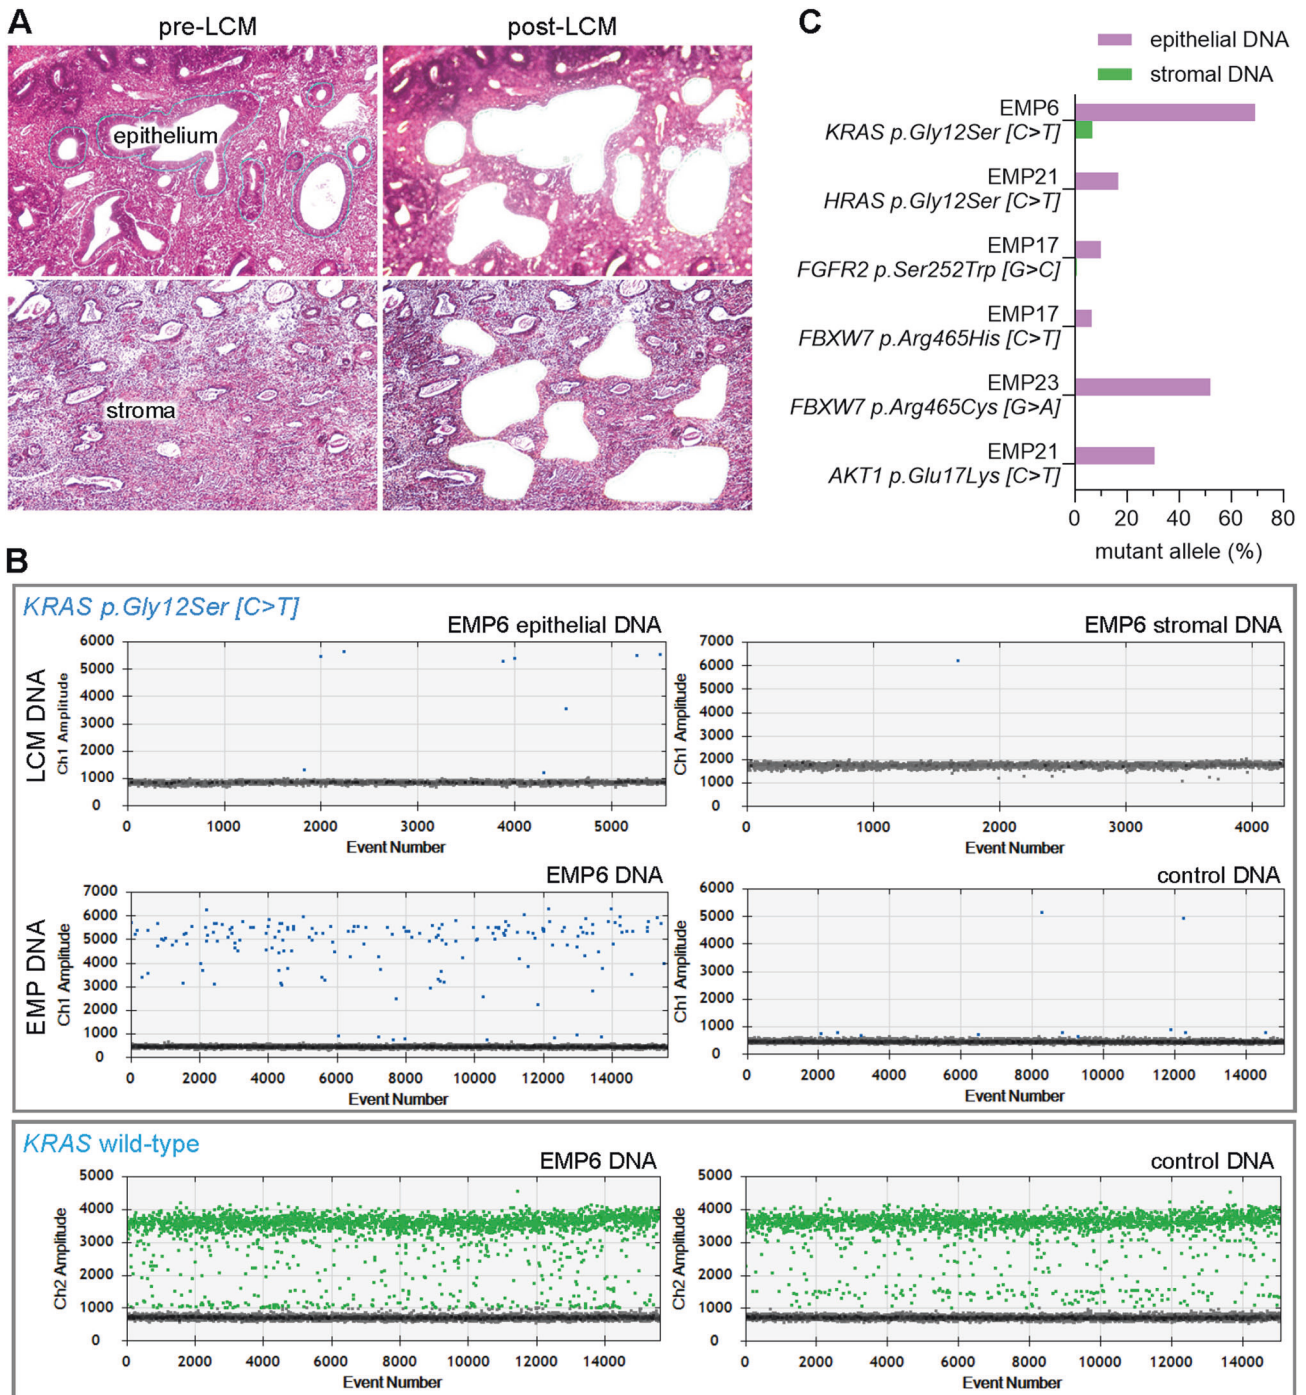 A
pre-LCM
post-LCM
epithelium
stroma
C
epithelial DNA
stromal DNA
EMP6
KRAS p.Gly12Ser [C>T]
EMP21
HRAS p.Gly12Ser [C>T]
EMP17
FGFR2 p.Ser252Trp [G>C]
EMP17
FBXW7 p.Arg465His [C>T]
EMP23
FBXW7 p.Arg465Cys [G>A]
EMP21
AKT1 p.Glu17Lys [C>T]
0 20 40 60 80
mutant allele (%)
B
KRAS p.Gly12Ser [C>T]
LCM DNA
EMP6 epithelial DNA
Ch1 Amplitude
6000
5000
4000
3000
2000
1000
0
0 1000 2000 3000 4000 5000
Event Number
EMP6 stromal DNA
Ch1 Amplitude
7000
6000
5000
4000
3000
2000
1000
0
0 1000 2000 3000 4000
Event Number
EMP DNA
EMP6 DNA
Ch1 Amplitude
7000
6000
5000
4000
3000
2000
1000
0
0 2000 4000 6000 8000 10000 12000 14000
Event Number
control DNA
Ch1 Amplitude
6000
5000
4000
3000
2000
1000
0
0 2000 4000 6000 8000 10000 12000 14000
Event Number
KRAS wild-type
EMP6 DNA
Ch2 Amplitude
5000
4000
3000
2000
1000
0
0 2000 4000 6000 8000 10000 12000 14000
Event Number
control DNA
Ch2 Amplitude
5000
4000
3000
2000
1000
0
0 2000 4000 6000 8000 10000 12000 14000
Event Number